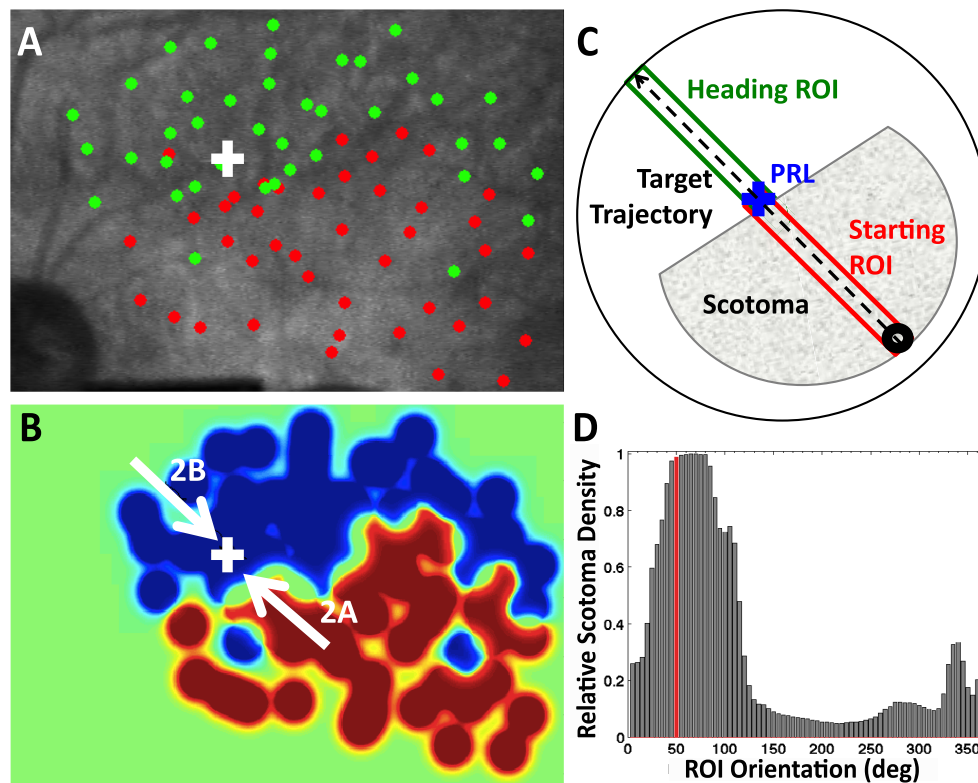 A
B
2B
2A
C
Heading ROI
PRL
Target
Trajectory
Starting
ROI
Scotoma
D
Relative Scotoma Density
1
0.8
0.6
0.4
0.2
0
0 50 100 150 200 250 300 350
ROI Orientation (deg)